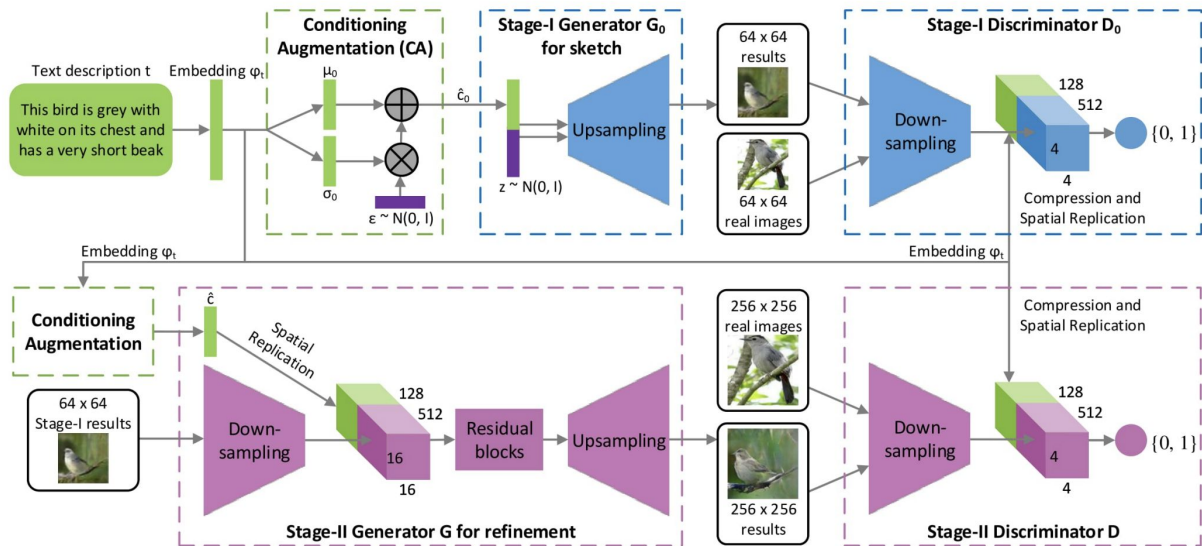 Conditioning
Augmentation (CA)
Stage-I Generator G₀
for sketch
Stage-I Discriminator D₀
Text description t
Embedding φₜ
This bird is grey with
white on its chest and
has a very short beak
μ₀
σ₀
ε ~ N(0, I)
ĉ₀
z ~ N(0, I)
Upsampling
64 x 64
results
64 x 64
real images
Down-
sampling
128
512
4
4
{0, 1}
Compression and
Spatial Replication
Embedding φₜ
Embedding φₜ
Conditioning
Augmentation
ĉ
Spatial
Replication
64 x 64
Stage-I results
Down-
sampling
128
512
16
16
Residual
blocks
Upsampling
Stage-II Generator G for refinement
256 x 256
real images
256 x 256
results
Compression and
Spatial Replication
Down-
sampling
128
512
4
4
{0, 1}
Stage-II Discriminator D